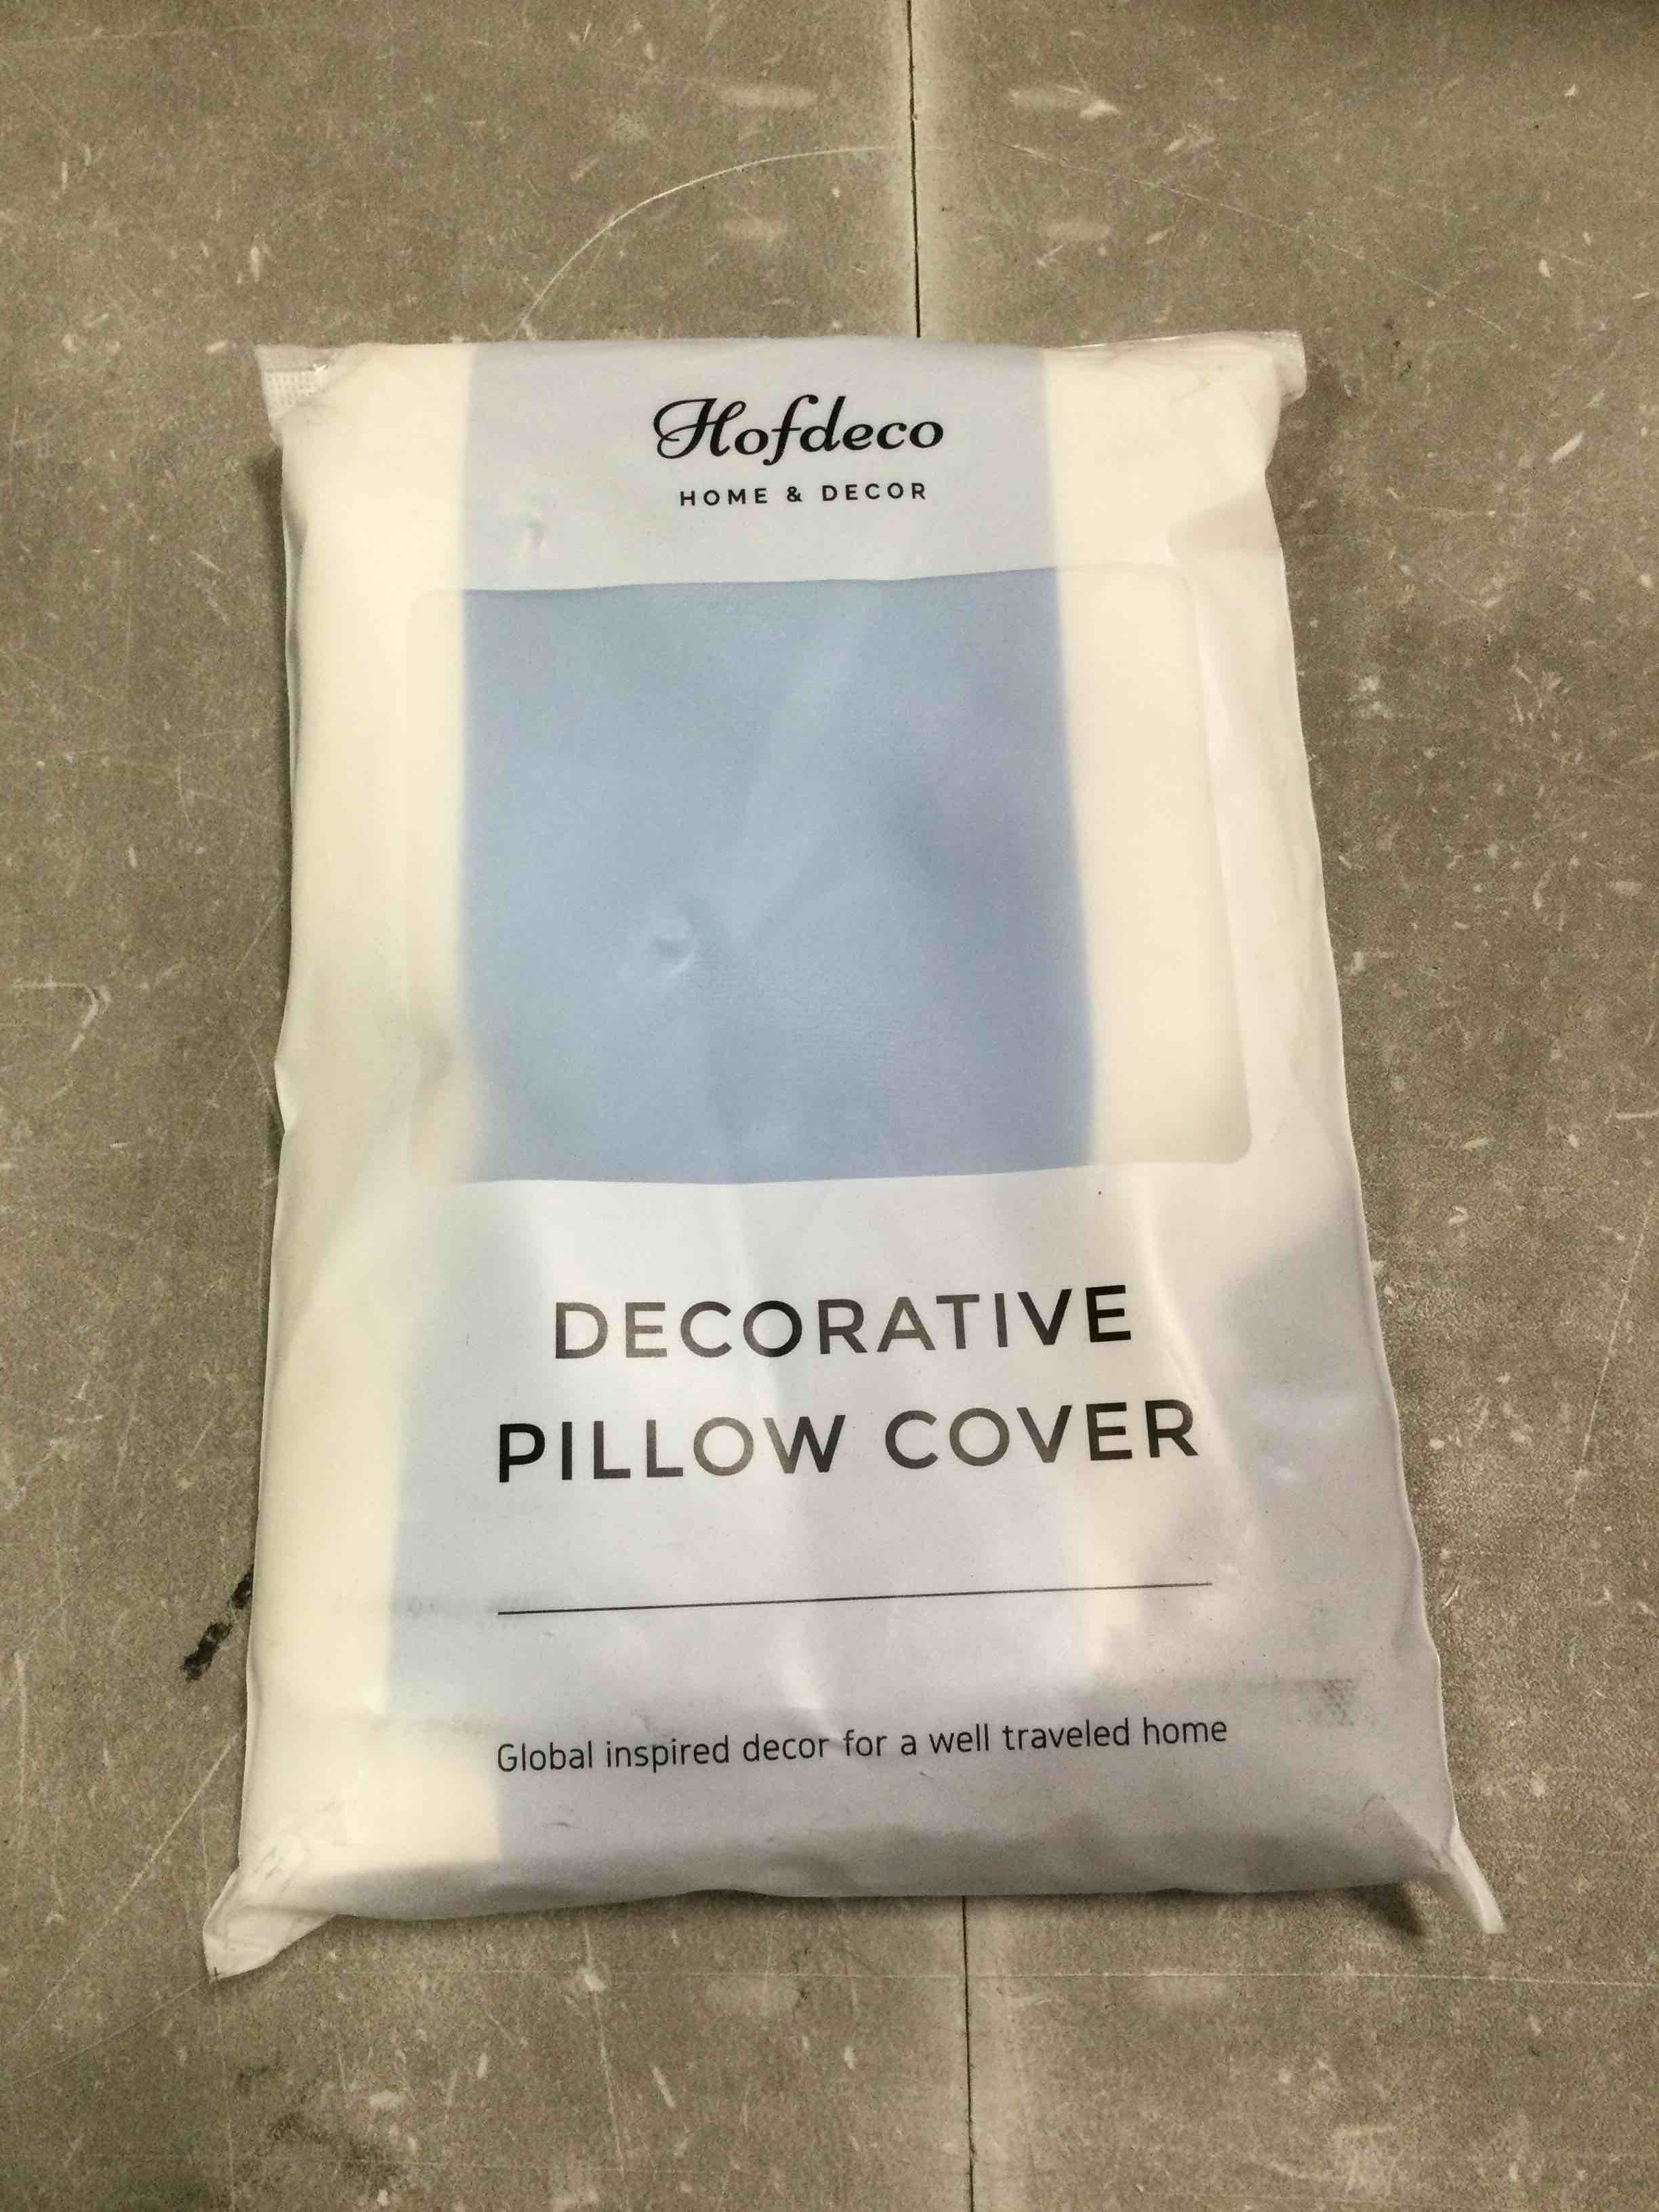 Hofdeco
HOME & DECOR
DECORATIVE
PILLOW COVER
Global inspired decor for a well traveled home